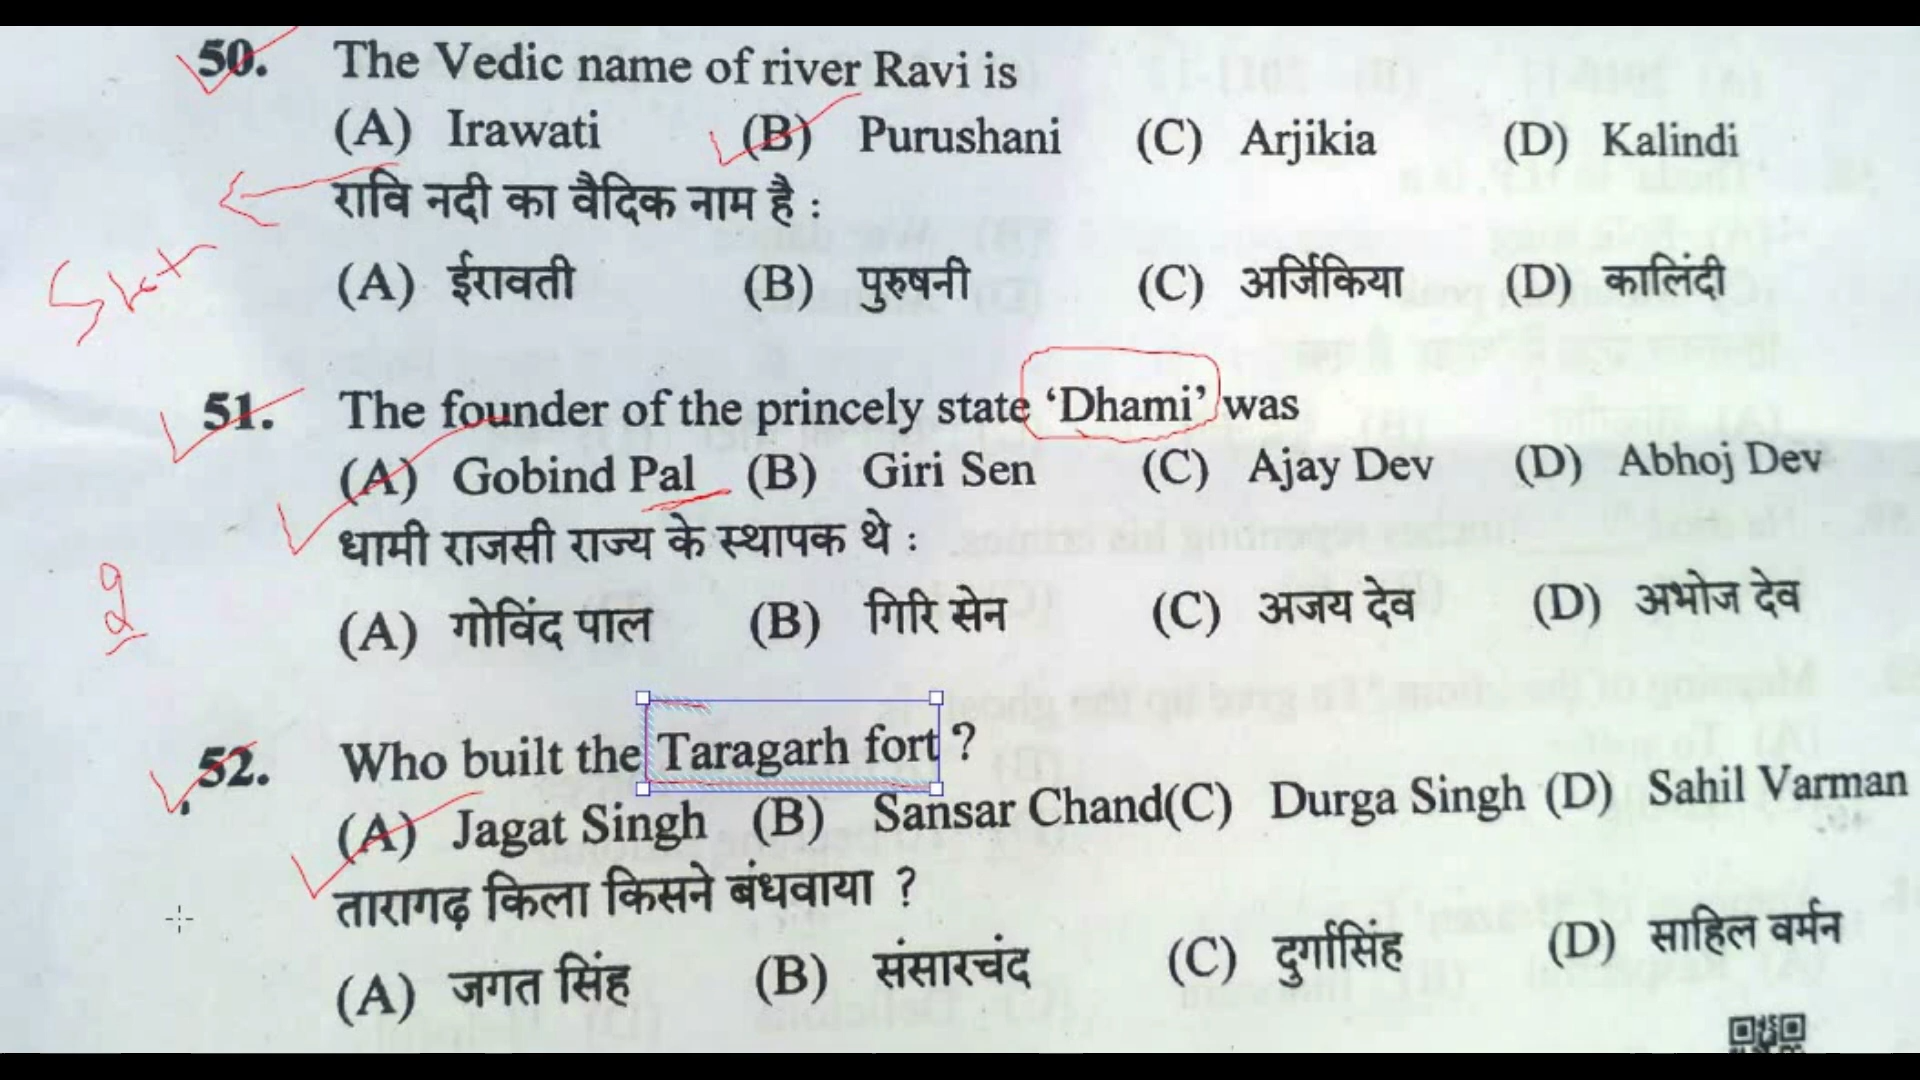 50. The Vedic name of river Ravi is
(A) Irawati (B) Purushani (C) Arjikia (D) Kalindi
रावि नदी का वैदिक नाम है :
(A) ईरावती (B) पुरुषनी (C) अर्जिकिया (D) कालिंदी
51. The founder of the princely state ‘Dhami’ was
(A) Gobind Pal (B) Giri Sen (C) Ajay Dev (D) Abhoj Dev
धामी राजसी राज्य के स्थापक थे :
(A) गोविंद पाल (B) गिरि सेन (C) अजय देव (D) अभोज देव
52. Who built the Taragarh fort ?
(A) Jagat Singh (B) Sansar Chand (C) Durga Singh (D) Sahil Varman
तारागढ़ किला किसने बंधवाया ?
(A) जगत सिंह (B) संसारचंद (C) दुर्गासिंह (D) साहिल वर्मन